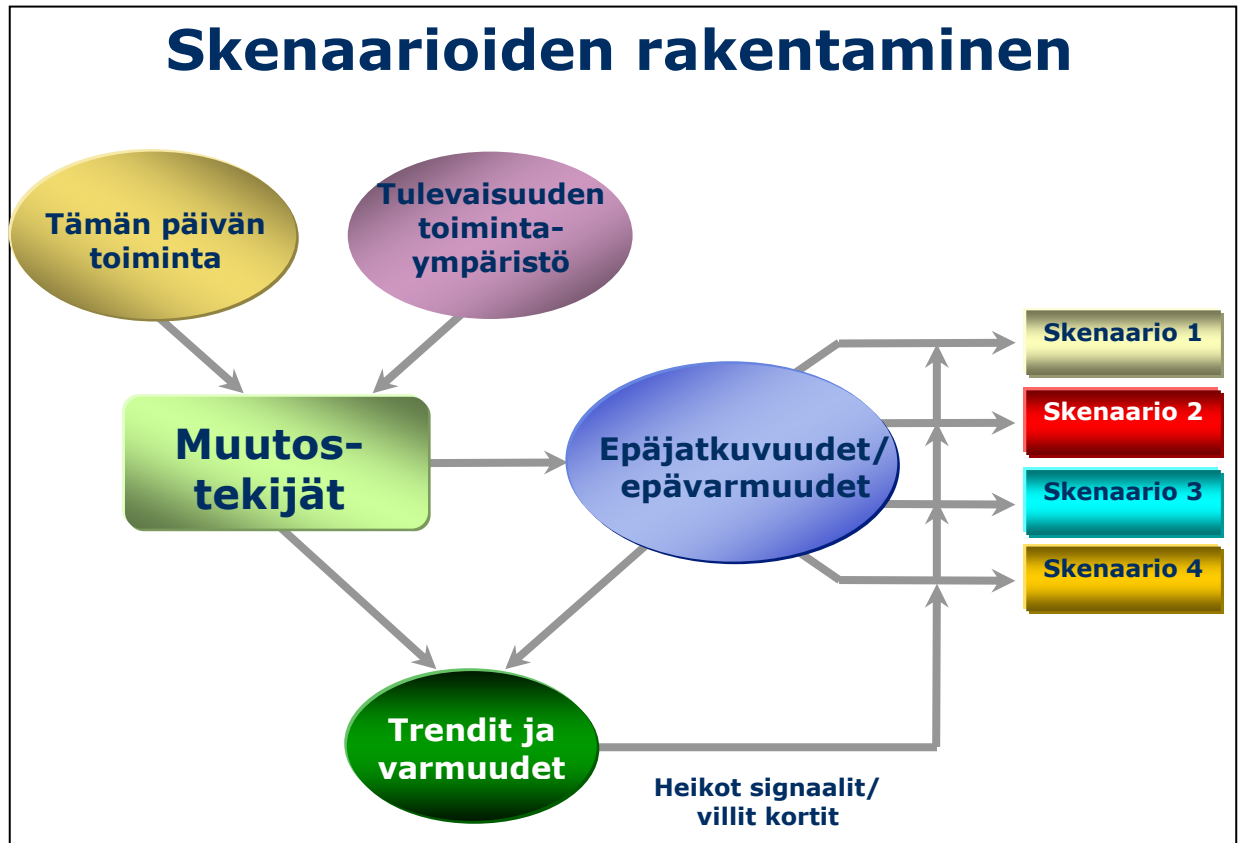 Skenaarioiden rakentaminen
Tämän päivän
toiminta
Tulevaisuuden
toiminta-
ympäristö
Muutos-
tekijät
Epäjatkuvuudet/
epävarmuudet
Skenaario 1
Skenaario 2
Skenaario 3
Skenaario 4
Trendit ja
varmuudet
Heikot signaalit/
villit kortit